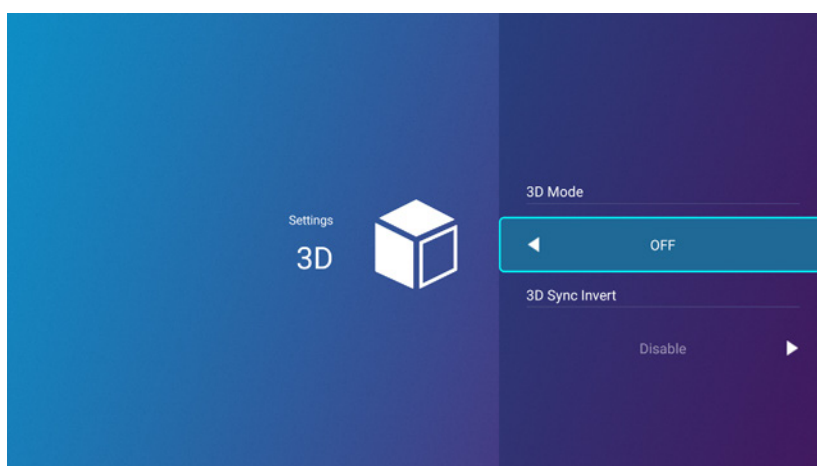 Settings
3D
3D Mode
OFF
3D Sync Invert
Disable